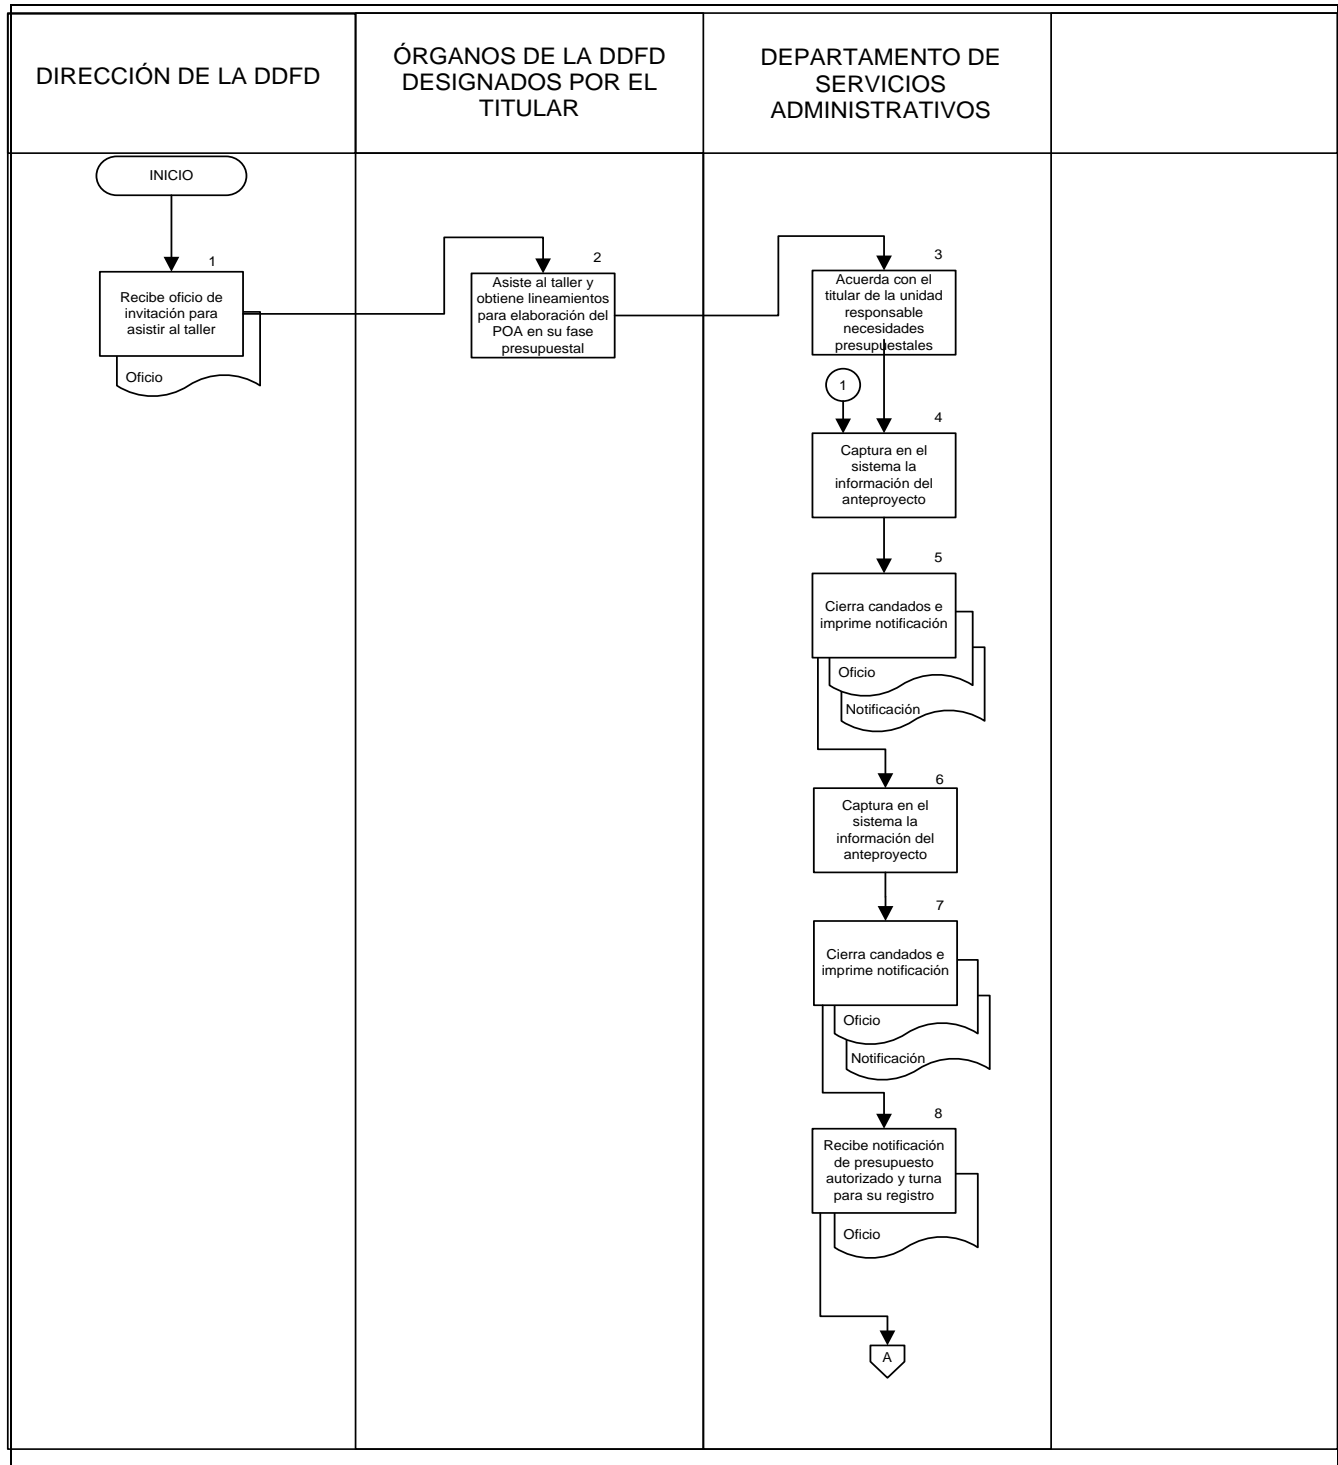 DIRECCIÓN DE LA DDFD
ÓRGANOS DE LA DDFD
DESIGNADOS POR EL
TITULAR
DEPARTAMENTO DE
SERVICIOS
ADMINISTRATIVOS
INICIO
1
Recibe oficio de
invitación para
asistir al taller
Oficio
2
Asiste al taller y
obtiene lineamientos
para elaboración del
POA en su fase
presupuestal
3
Acuerda con el
titular de la unidad
responsable
necesidades
presupuestales
1
4
Captura en el
sistema la
información del
anteproyecto
5
Cierra candados e
imprime notificación
Oficio
Notificación
6
Captura en el
sistema la
información del
anteproyecto
7
Cierra candados e
imprime notificación
Oficio
Notificación
8
Recibe notificación
de presupuesto
autorizado y turna
para su registro
Oficio
A